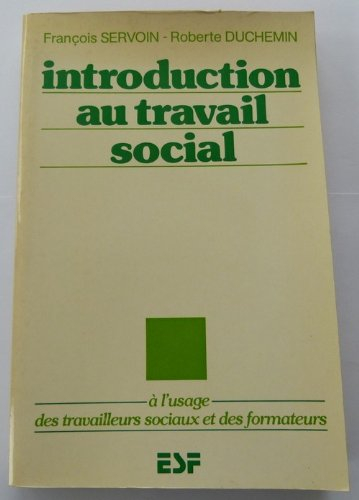 François SERVOIN - Roberte DUCHEMIN
introduction
au travail
social
à l'usage
des travailleurs sociaux et des formateurs
ESF